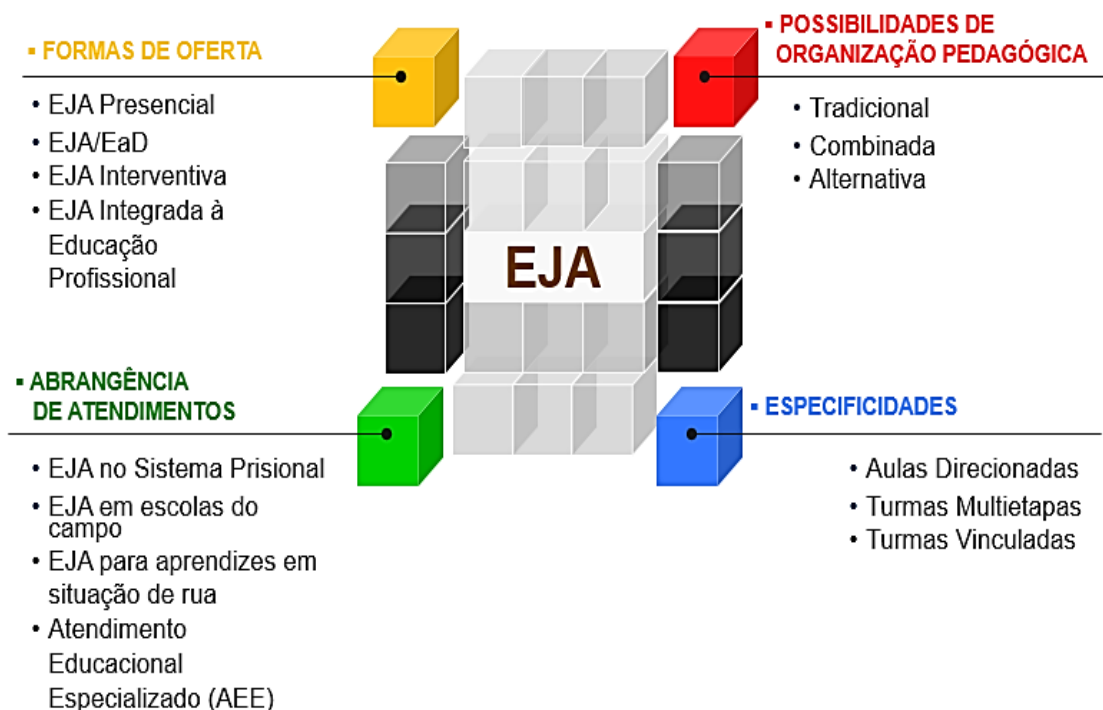 ▪ FORMAS DE OFERTA
• EJA Presencial
• EJA/EaD
• EJA Interventiva
• EJA Integrada à
Educação
Profissional
▪ POSSIBILIDADES DE
ORGANIZAÇÃO PEDAGÓGICA
• Tradicional
• Combinada
• Alternativa
EJA
▪ ABRANGÊNCIA
DE ATENDIMENTOS
• EJA no Sistema Prisional
• EJA em escolas do
campo
• EJA para aprendizes em
situação de rua
• Atendimento
Educacional
Especializado (AEE)
▪ ESPECIFICIDADES
• Aulas Direcionadas
• Turmas Multietapas
• Turmas Vinculadas